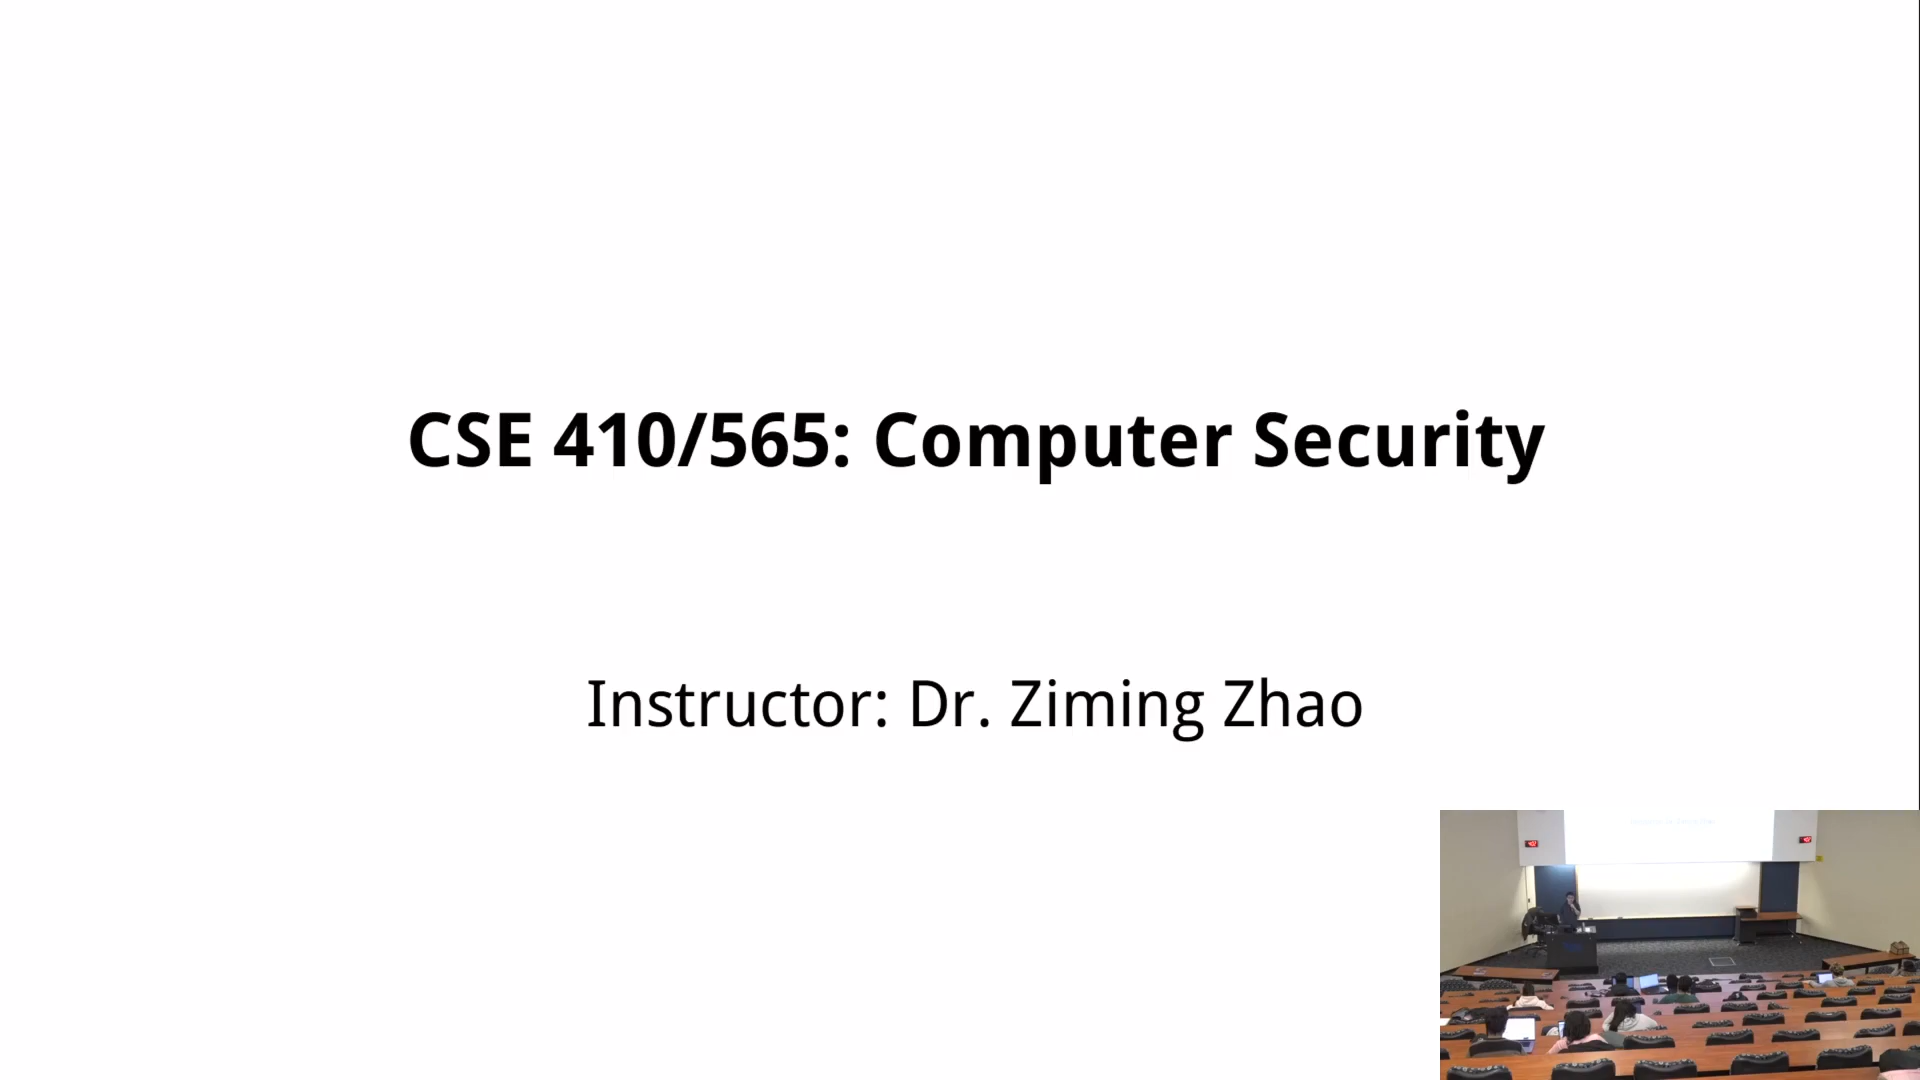 CSE 410/565: Computer Security
Instructor: Dr. Ziming Zhao